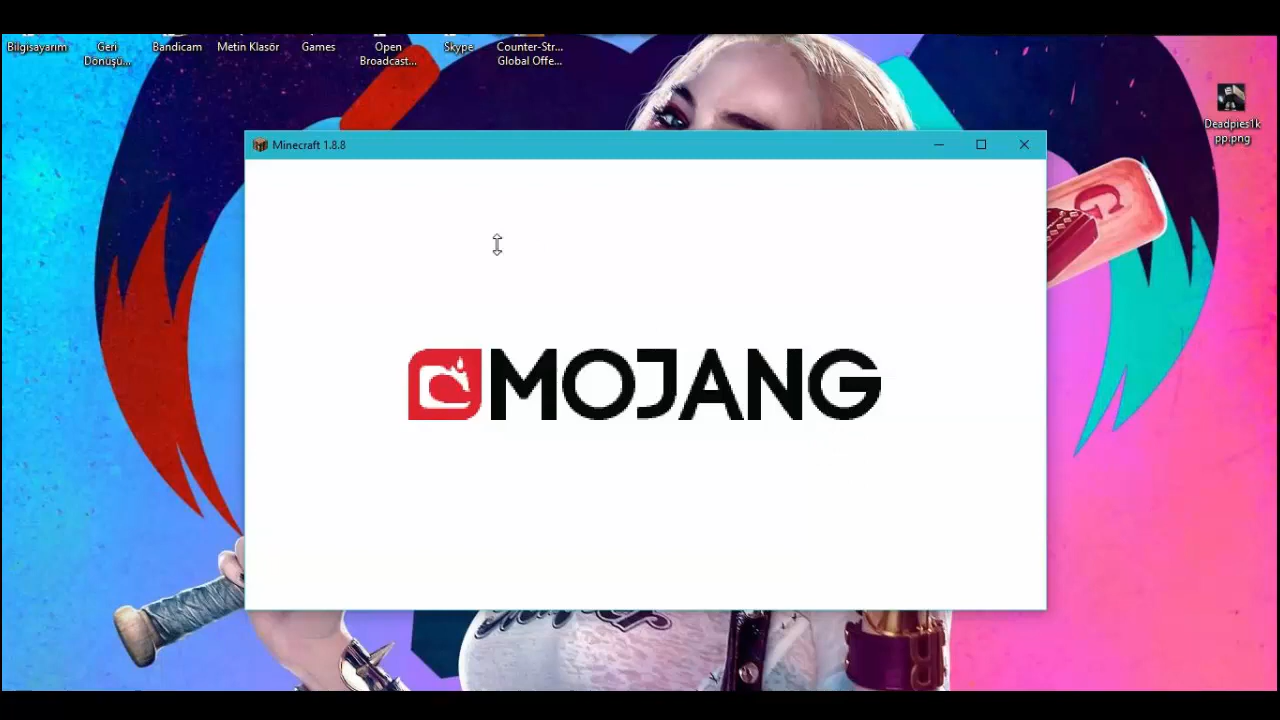 Bilgisayarım
Geri
Dönüşü...
Bandicam
Metin Klasör
Games
Open
Broadcast...
Skype
Counter-Str...
Global Offe...
Deadpies1k
pp.png
Minecraft 1.8.8
G
MOJANG